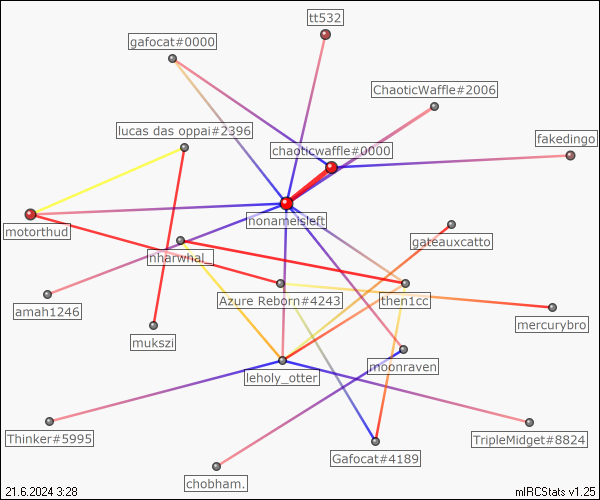 tt532
gafocat#0000
ChaoticWaffle#2006
lucas das oppai#2396
fakedingo
chaoticwaffle#0000
nonameisleft
motorthud
gateauxcatto
nharwhal_
Azure Reborn#4243
then1cc
amah1246
mercurybro
mukszi
moonraven
leholy_otter
Thinker#5995
TripleMidget#8824
Gafocat#4189
chobham.
21.6.2024 3:28
mIRCStats v1.25